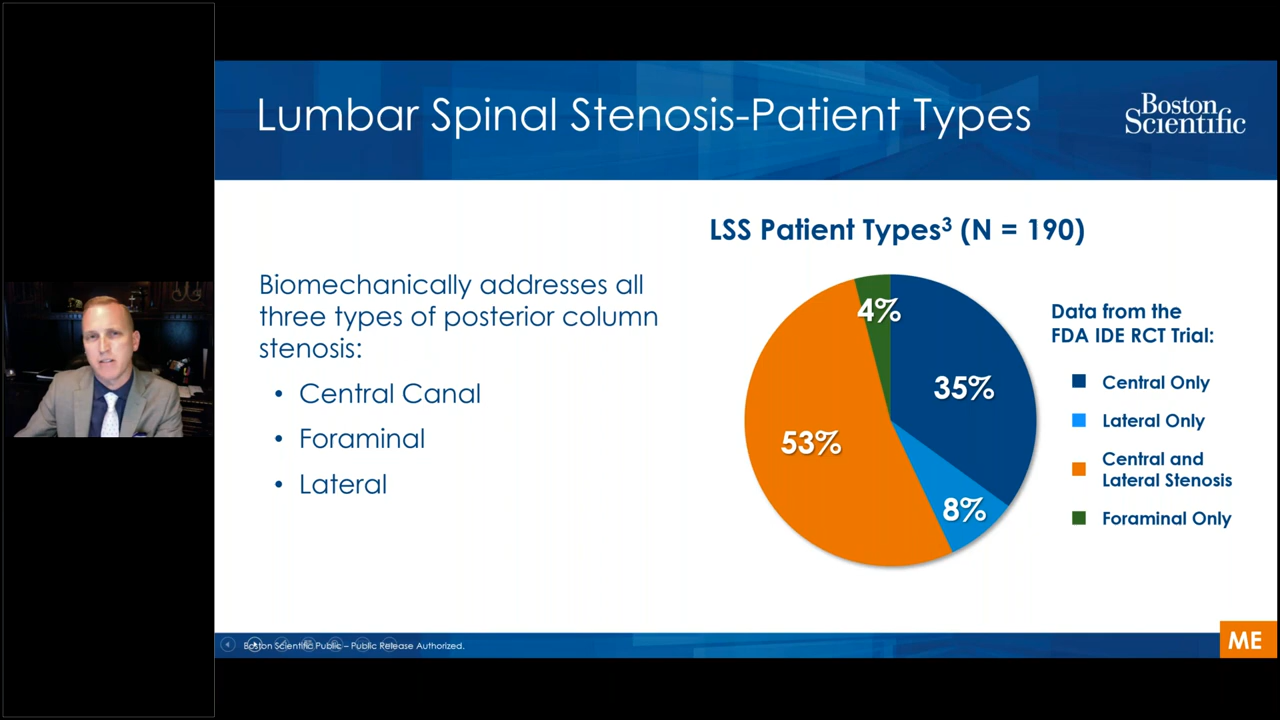 Lumbar Spinal Stenosis-Patient Types
Boston
Scientific
LSS Patient Types³ (N = 190)
Biomechanically addresses all
three types of posterior column
stenosis:
• Central Canal
• Foraminal
• Lateral
4%
35%
53%
8%
Data from the
FDA IDE RCT Trial:
Central Only
Lateral Only
Central and
Lateral Stenosis
Foraminal Only
Boston Scientific Public – Public Release Authorized.
ME